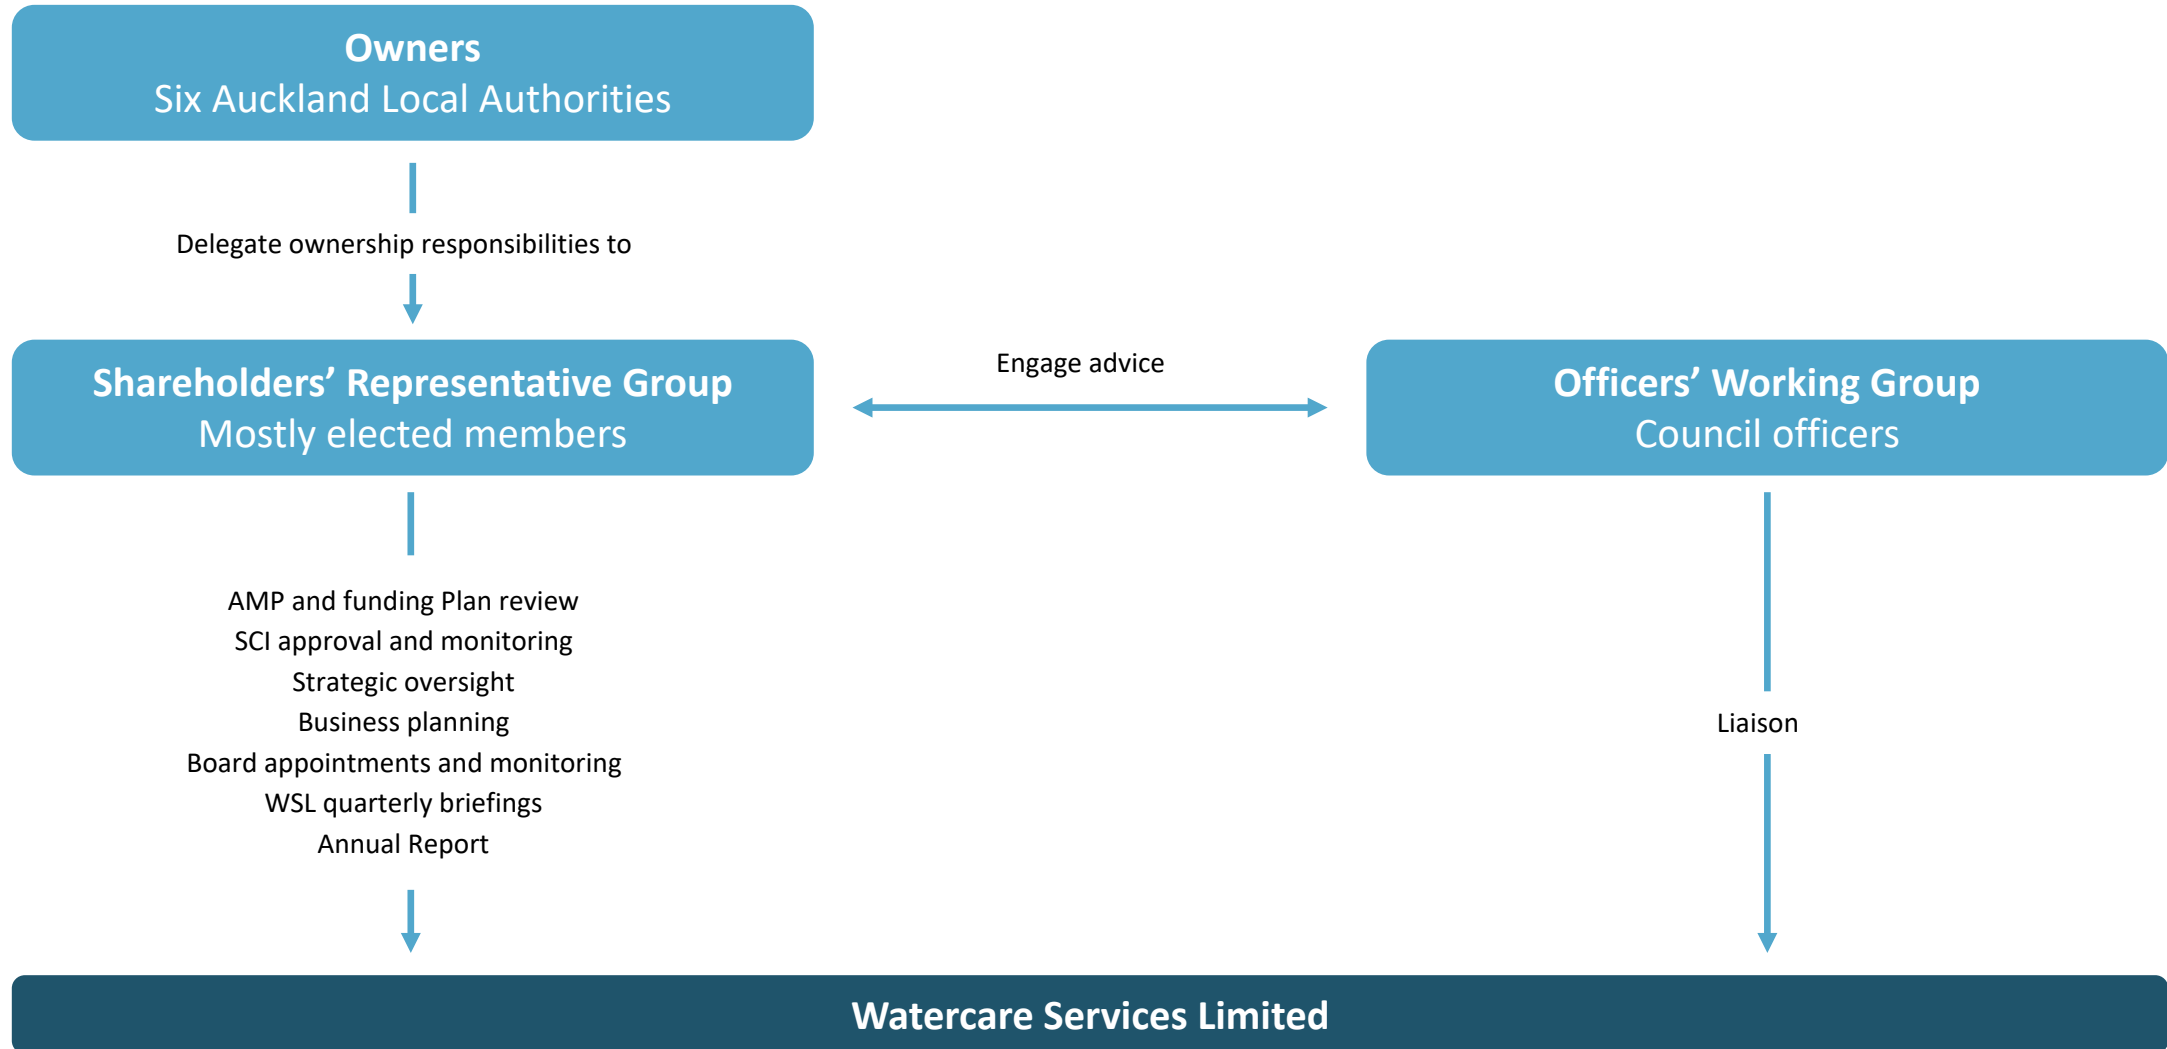 Owners
Six Auckland Local Authorities
Delegate ownership responsibilities to
Shareholders’ Representative Group
Mostly elected members
Engage advice
Officers’ Working Group
Council officers
AMP and funding Plan review
SCI approval and monitoring
Strategic oversight
Business planning
Board appointments and monitoring
WSL quarterly briefings
Annual Report
Liaison
Watercare Services Limited